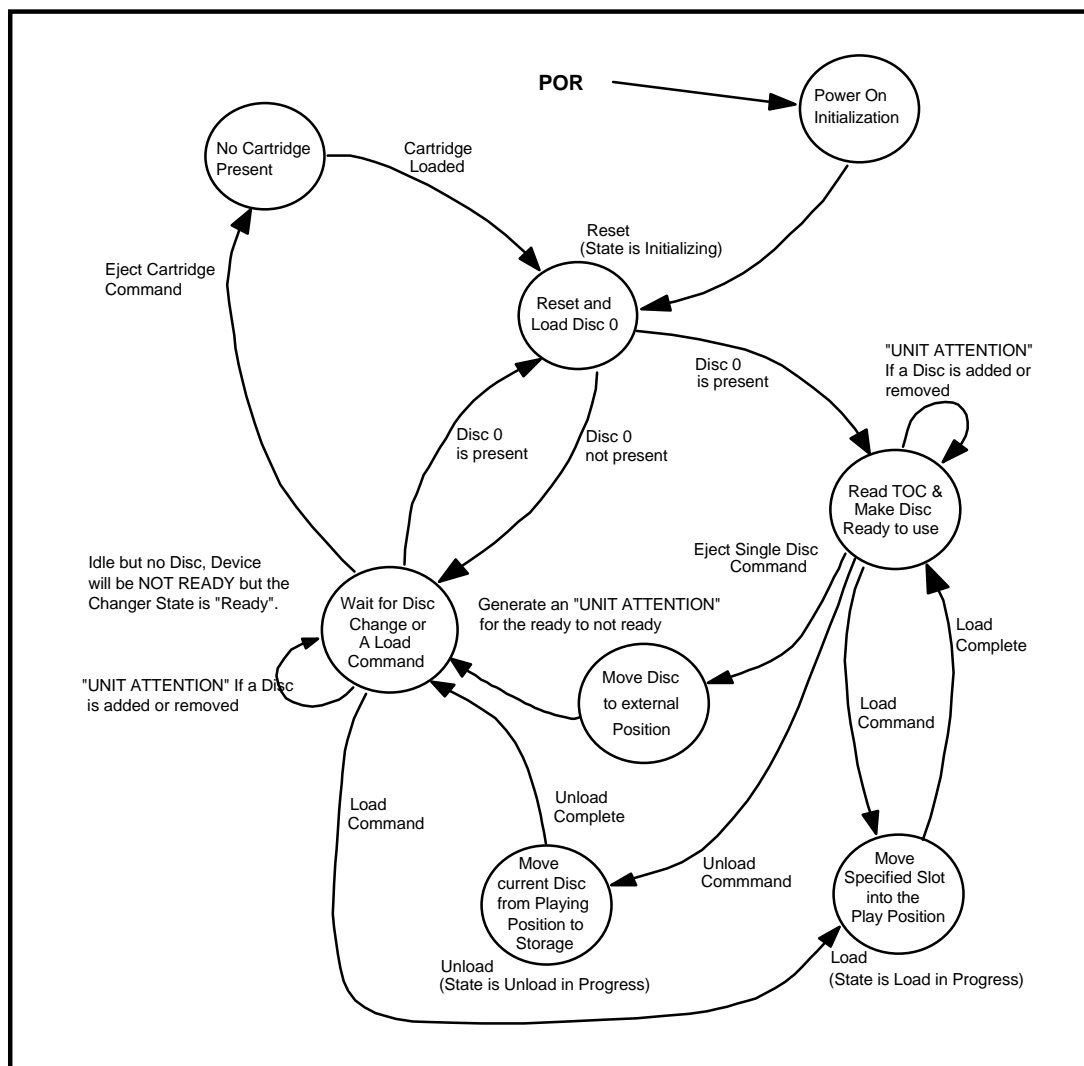 POR
Power On
Initialization
No Cartridge
Present
Cartridge
Loaded
Reset
(State is Initializing)
Eject Cartridge
Command
Reset and
Load Disc 0
"UNIT ATTENTION"
If a Disc is added or
removed
Disc 0
is present
Disc 0
is present
Disc 0
not present
Read TOC &
Make Disc
Ready to use
Eject Single Disc
Command
Idle but no Disc, Device
will be NOT READY but the
Changer State is "Ready".
Wait for Disc
Change or
A Load
Command
Generate an "UNIT ATTENTION"
for the ready to not ready
Load
Complete
"UNIT ATTENTION" If a Disc
is added or removed
Move Disc
to external
Position
Load
Command
Load
Command
Unload
Complete
Unload
Commmand
Move
current Disc
from Playing
Position to
Storage
Move
Specified Slot
into the
Play Position
Unload
(State is Unload in Progress)
Load
(State is Load in Progress)